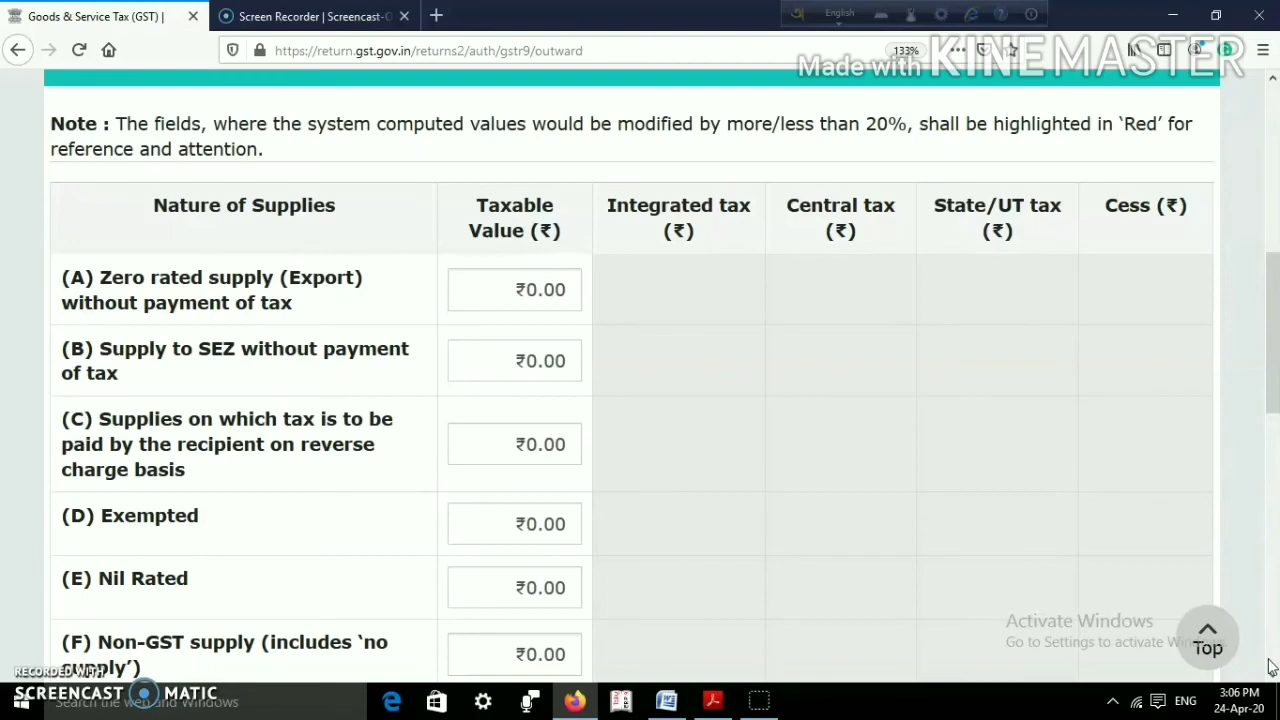 Goods & Service Tax (GST) |
Screen Recorder | Screencast-O
English
https://return.gst.gov.in/returns2/auth/gstr9/outward
133%
Made with KINEMASTER
Note : The fields, where the system computed values would be modified by more/less than 20%, shall be highlighted in ‘Red’ for
reference and attention.
Nature of Supplies
Taxable
Value (₹)
Integrated tax
(₹)
Central tax
(₹)
State/UT tax
(₹)
Cess (₹)
(A) Zero rated supply (Export)
without payment of tax
₹0.00
(B) Supply to SEZ without payment
of tax
₹0.00
(C) Supplies on which tax is to be
paid by the recipient on reverse
charge basis
₹0.00
(D) Exempted
₹0.00
(E) Nil Rated
₹0.00
(F) Non-GST supply (includes ‘no
supply’)
₹0.00
Activate Windows
Go to Settings to activate Windows.
Top
RECORDED WITH
SCREENCAST MATIC
Search the web and Windows
ENG
3:06 PM
24-Apr-20